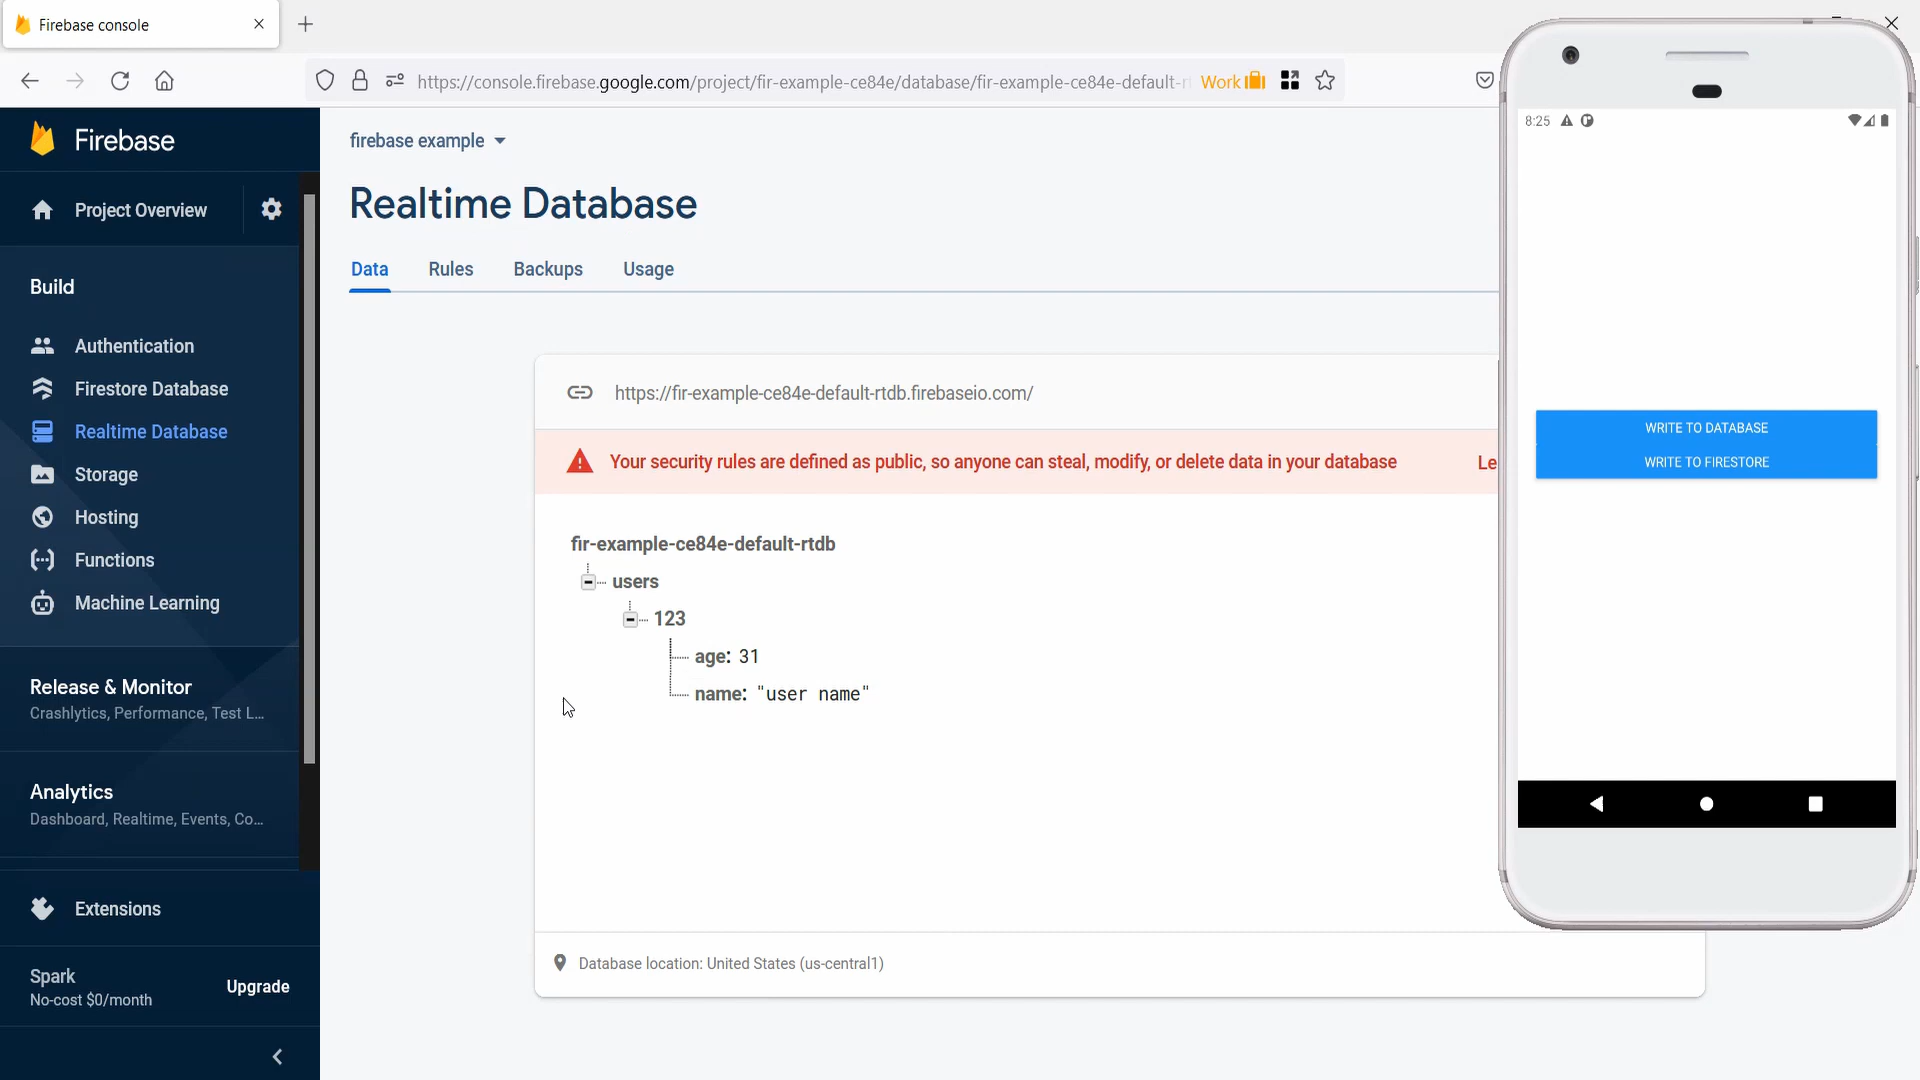 Firebase console
https://console.firebase.google.com/project/fir-example-ce84e/database/fir-example-ce84e-default-r
Work
Firebase
Project Overview
Build
Authentication
Firestore Database
Realtime Database
Storage
Hosting
Functions
Machine Learning
Release & Monitor
Crashlytics, Performance, Test L...
Analytics
Dashboard, Realtime, Events, Co...
Extensions
Spark
No-cost $0/month
Upgrade
firebase example
Realtime Database
Data
Rules
Backups
Usage
https://fir-example-ce84e-default-rtdb.firebaseio.com/
Your security rules are defined as public, so anyone can steal, modify, or delete data in your database
Le
fir-example-ce84e-default-rtdb
users
123
age: 31
name: "user name"
Database location: United States (us-central1)
8:25
WRITE TO DATABASE
WRITE TO FIRESTORE